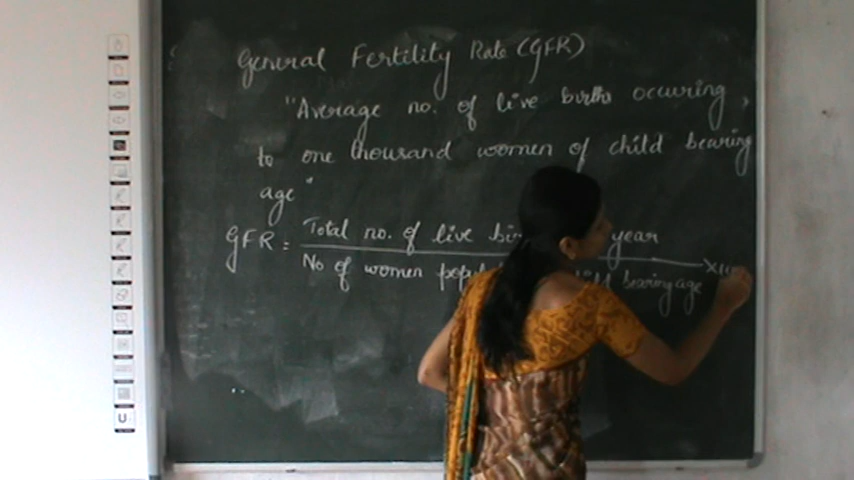 General Fertility Rate (GFR)
"Average no. of live births occuring,
to one thousand women of child bearing
age"
GFR = Total no. of live year
No of women bearing age
U